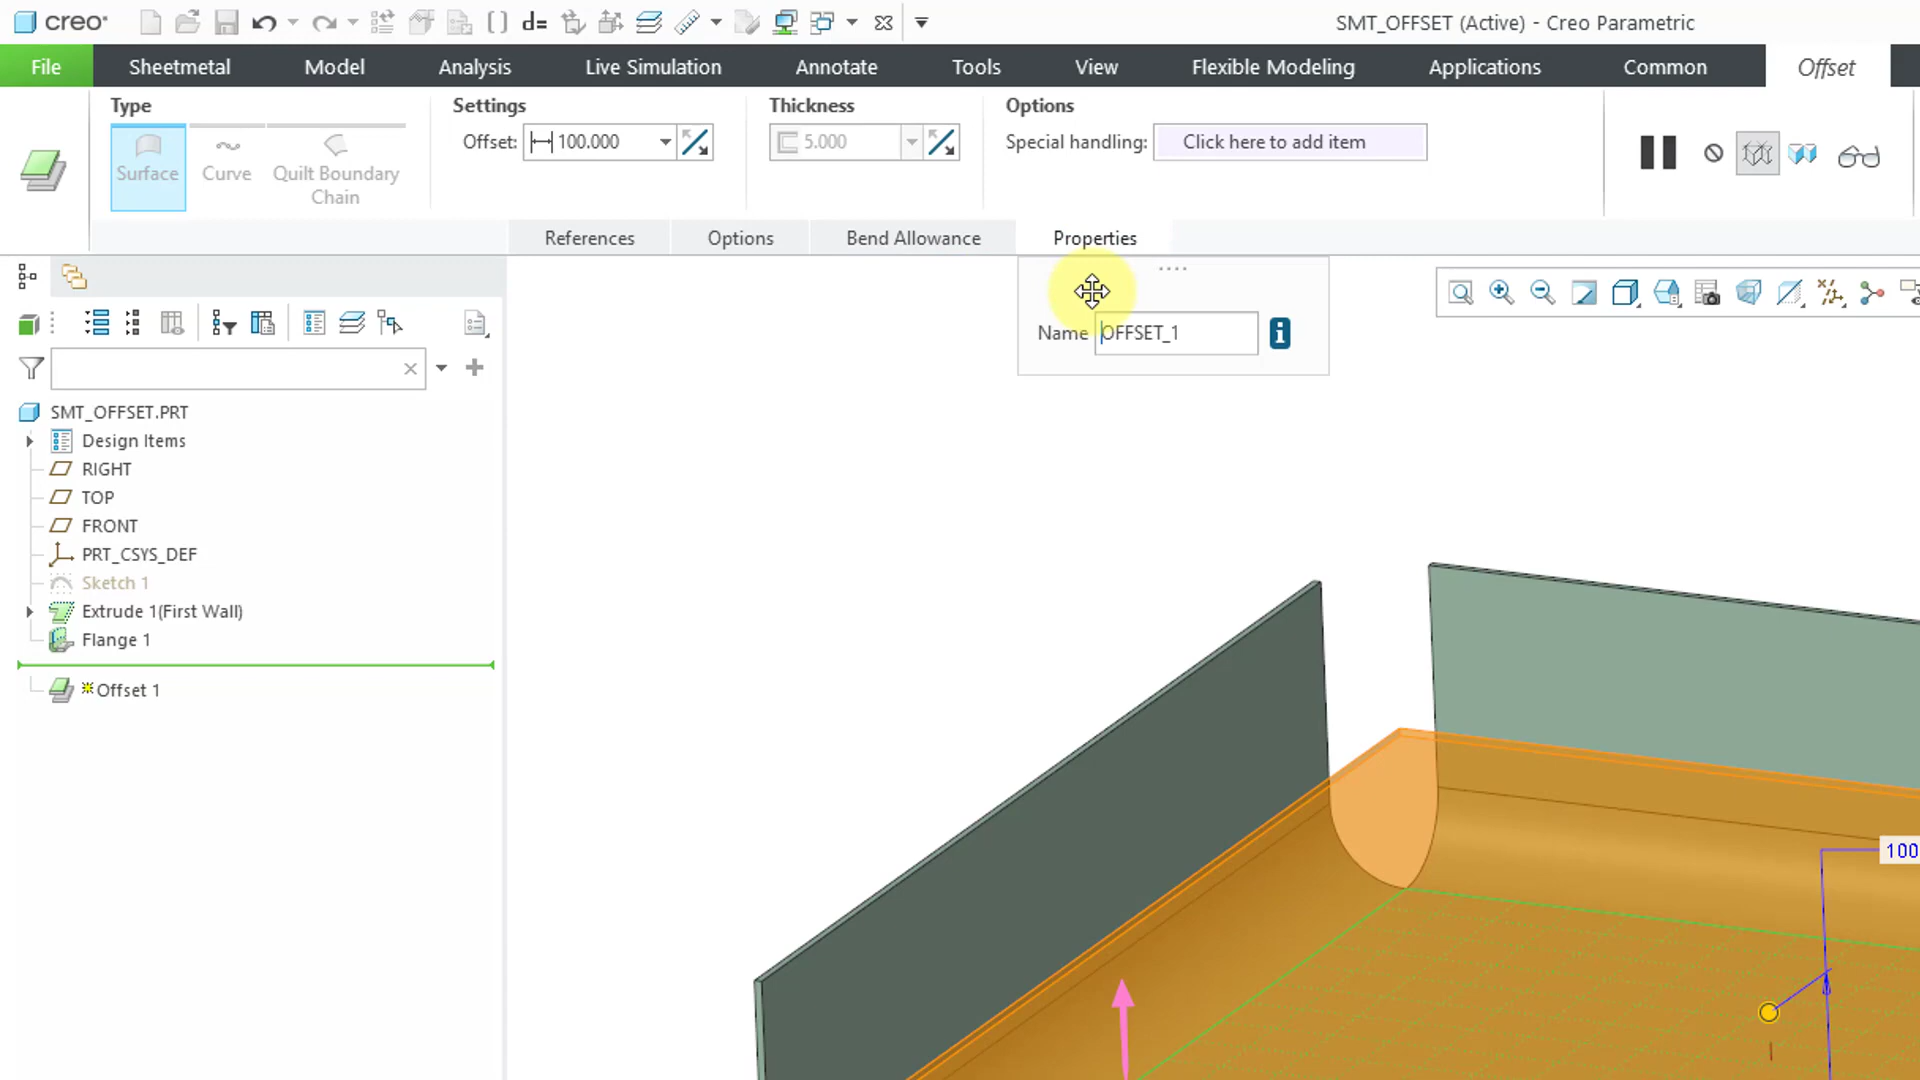 creo
d=
SMT_OFFSET (Active) - Creo Parametric
File Sheetmetal Model Analysis Live Simulation Annotate Tools View Flexible Modeling Applications Common Offset
Type Settings Thickness Options
Surface Curve Quilt Boundary Chain
Offset: 100.000
5.000
Special handling: Click here to add item
References Options Bend Allowance Properties
Name OFFSET_1
SMT_OFFSET.PRT
Design Items
RIGHT
TOP
FRONT
PRT_CSYS_DEF
Sketch 1
Extrude 1(First Wall)
Flange 1
Offset 1
100